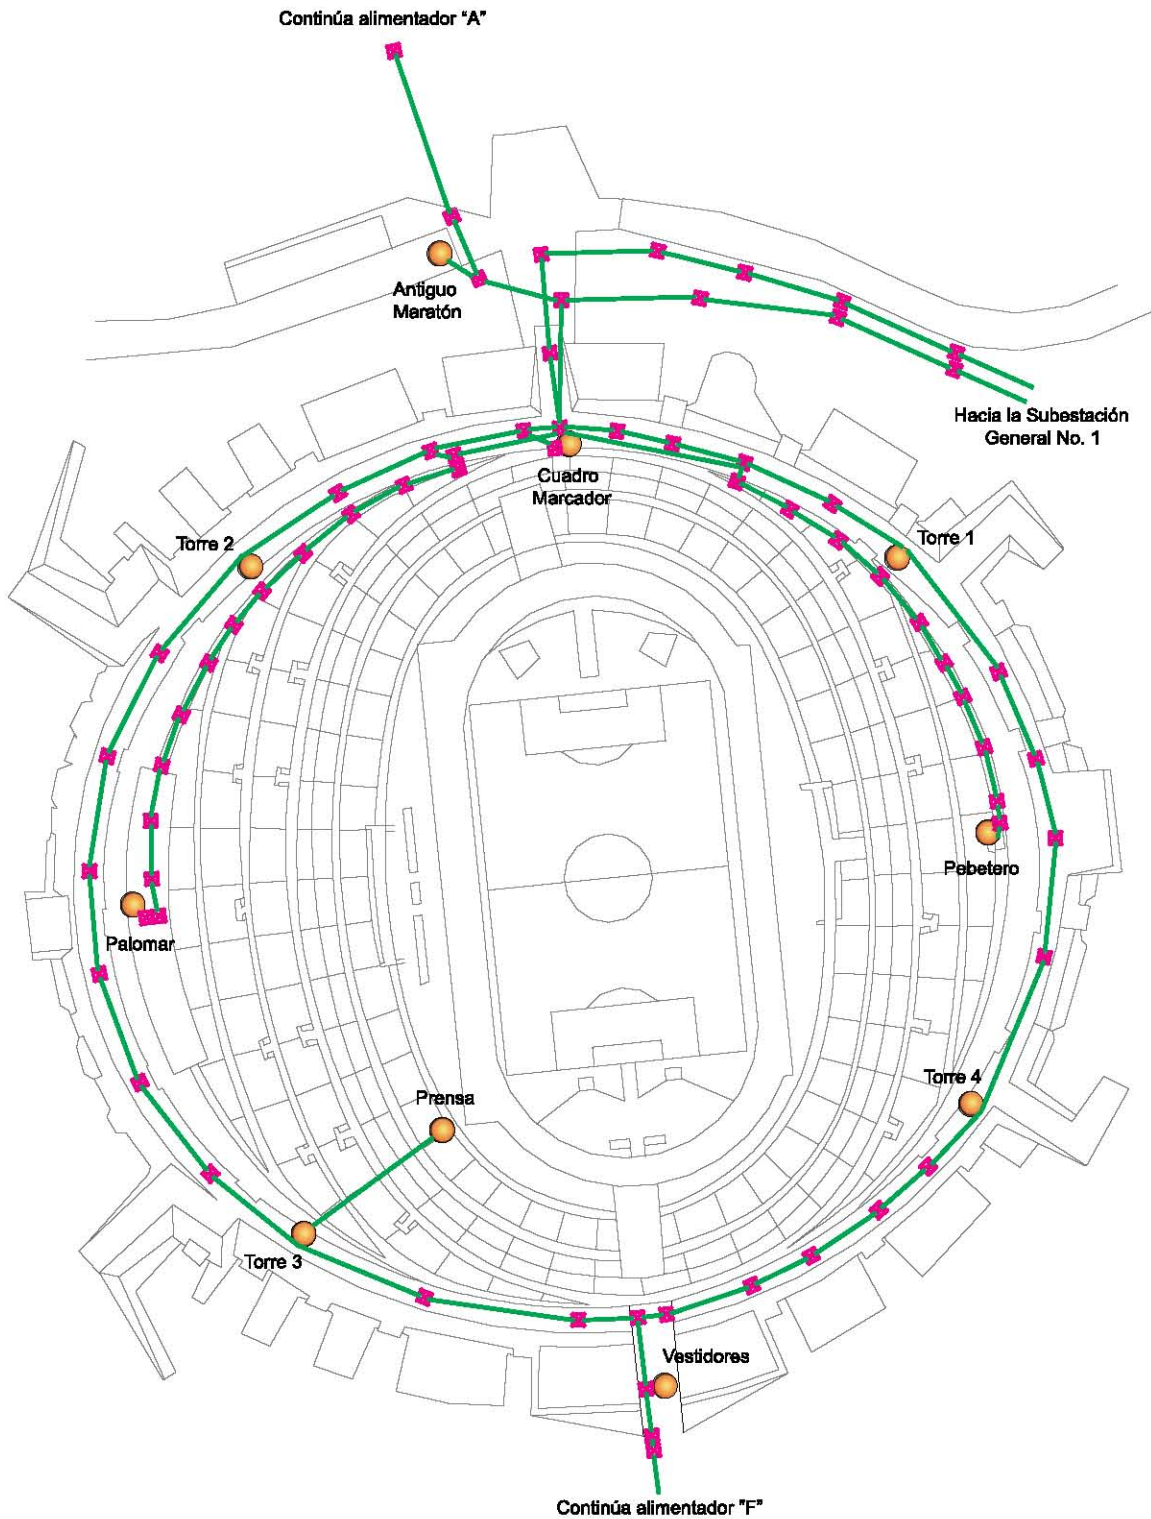 Continúa alimentador "A"
Antiguo
Maratón
Hacia la Subestación
General No. 1
Cuadro
Marcador
Torre 2
Torre 1
Pebetero
Palomar
Torre 4
Prensa
Torre 3
Vestidores
Continúa alimentador "F"